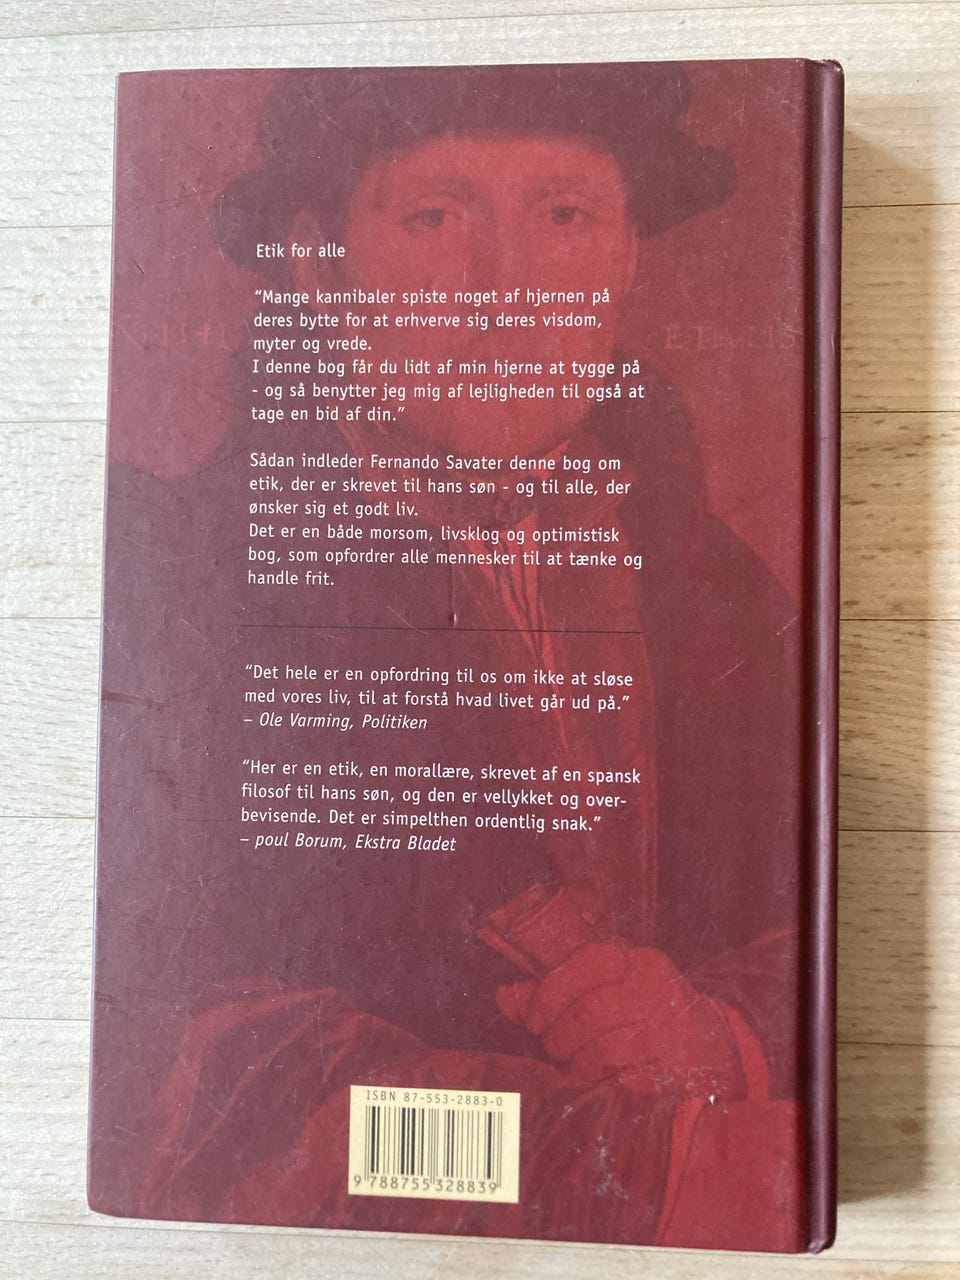 Etik for alle
“Mange kannibaler spiste noget af hjernen på
deres bytte for at erhverve sig deres visdom,
myter og vrede.
I denne bog får du lidt af min hjerne at tygge på
- og så benytter jeg mig af lejligheden til også at
tage en bid af din.”
Sådan indleder Fernando Savater denne bog om
etik, der er skrevet til hans søn - og til alle, der
ønsker sig et godt liv.
Det er en både morsom, livsklog og optimistisk
bog, som opfordrer alle mennesker til at tænke og
handle frit.
“Det hele er en opfordring til os om ikke at sløse
med vores liv, til at forstå hvad livet går ud på.”
– Ole Varming, Politiken
“Her er en etik, en morallære, skrevet af en spansk
filosof til hans søn, og den er vellykket og over-
bevisende. Det er simpelthen ordentlig snak.”
– poul Borum, Ekstra Bladet
ISBN 87-553-2883-0
9 788755 328839